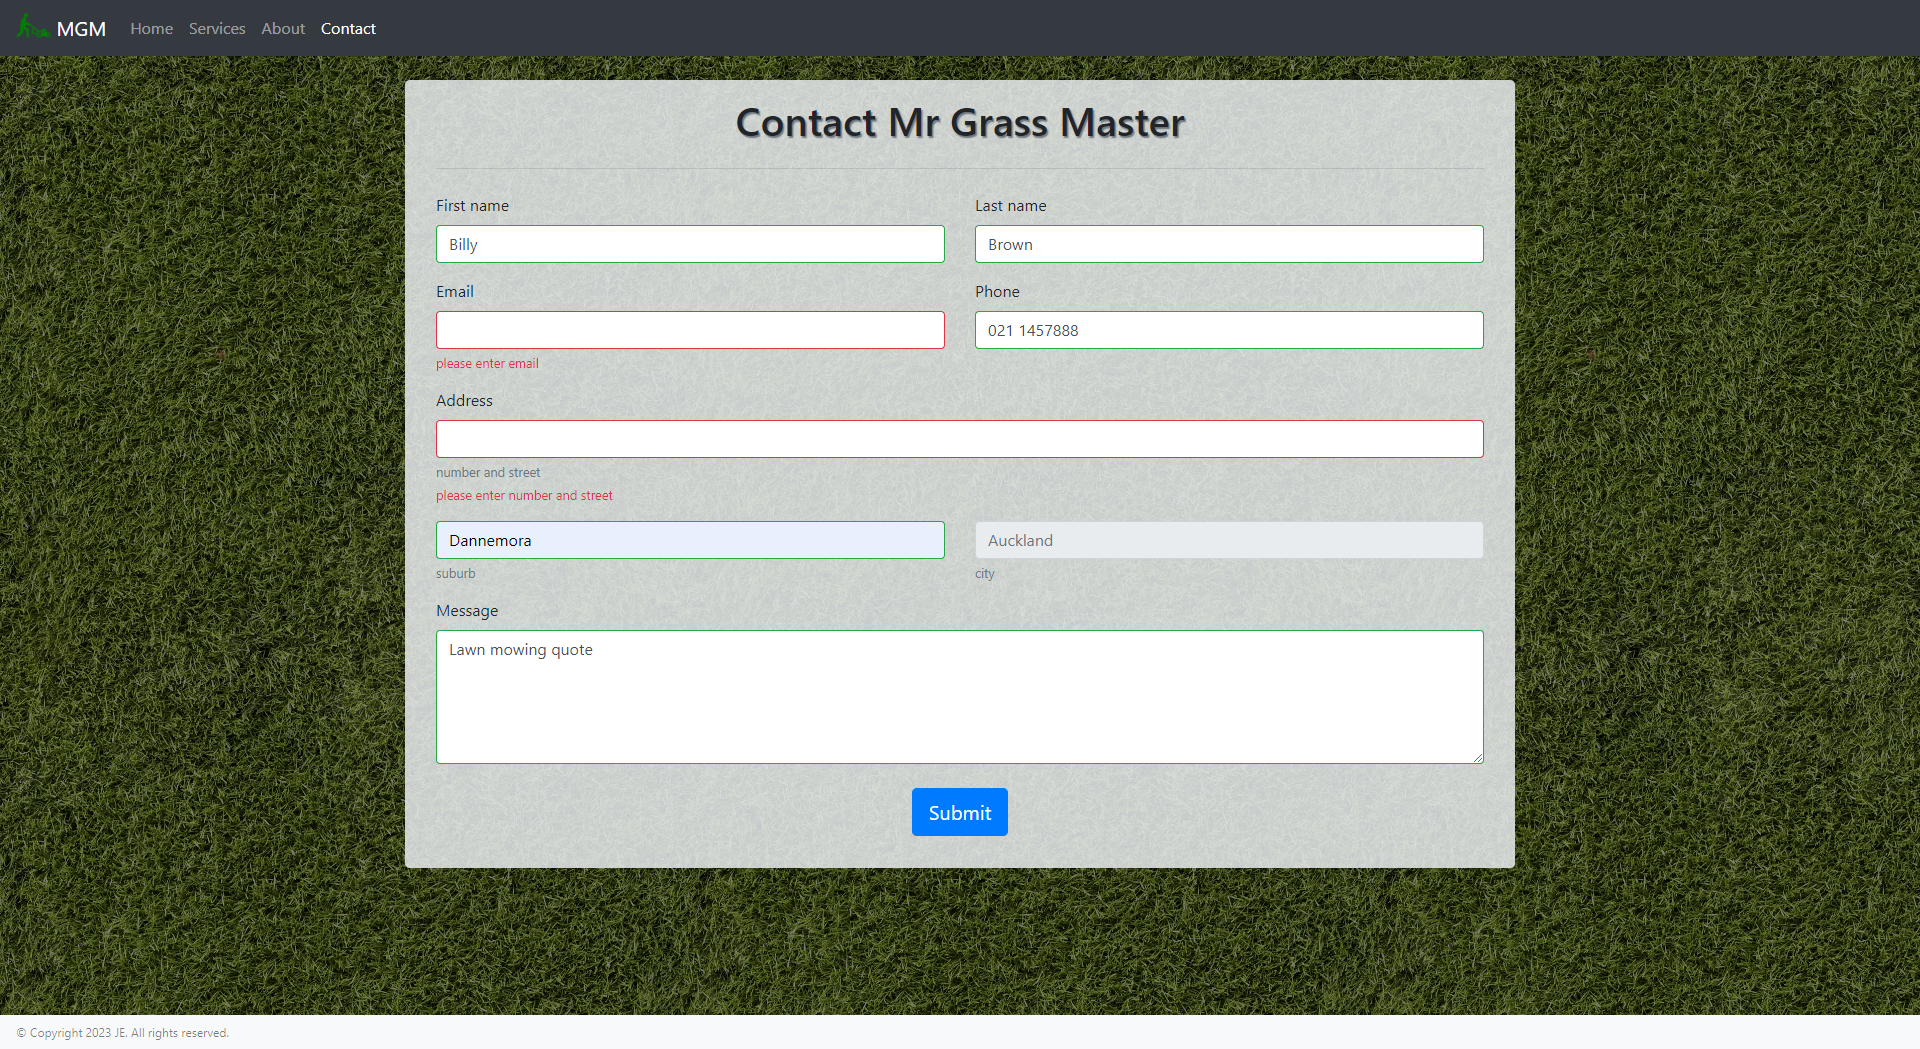 MGM Home Services About Contact
Contact Mr Grass Master
First name Last name
Billy Brown
Email Phone
021 1457888
please enter email
Address
number and street
please enter number and street
Dannemora Auckland
suburb city
Message
Lawn mowing quote
Submit
© Copyright 2023 JE. All rights reserved.